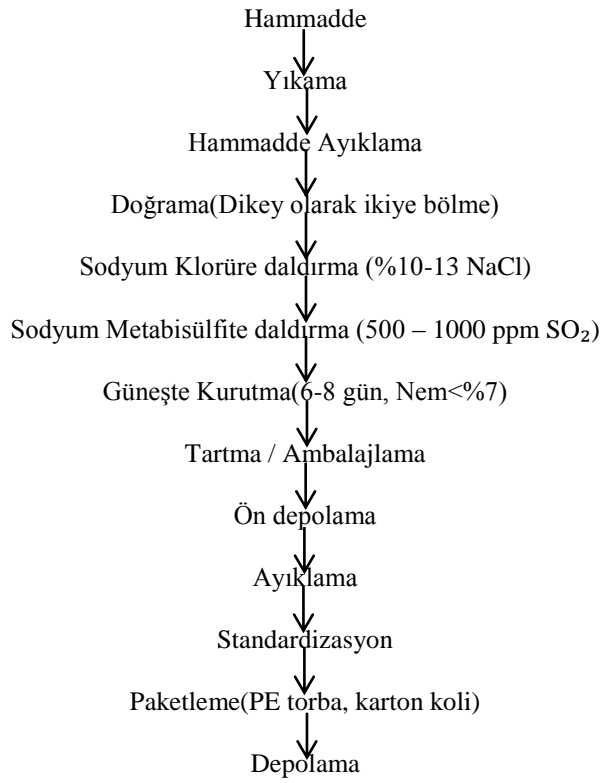 Hammadde
Yıkama
Hammadde Ayıklama
Doğrama(Dikey olarak ikiye bölme)
Sodyum Klorüre daldırma (%10-13 NaCl)
Sodyum Metabisülfite daldırma (500 – 1000 ppm SO₂)
Güneşte Kurutma(6-8 gün, Nem<%7)
Tartma / Ambalajlama
Ön depolama
Ayıklama
Standardizasyon
Paketleme(PE torba, karton koli)
Depolama